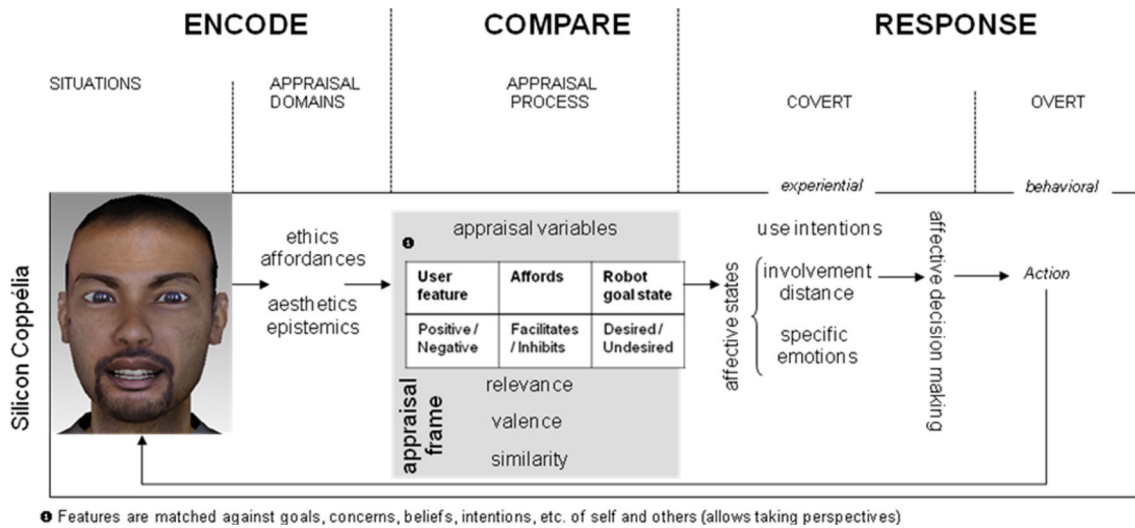 ENCODE
COMPARE
RESPONSE
SITUATIONS
APPRAISAL
DOMAINS
APPRAISAL
PROCESS
COVERT
OVERT
experiential
behavioral
Silicon Coppélia
ethics
affordances
aesthetics
epistemics
❶
appraisal variables
User
feature
Affords
Robot
goal state
Positive /
Negative
Facilitates
/ Inhibits
Desired /
Undesired
appraisal
frame
relevance
valence
similarity
affective states
use intentions
involvement
distance
specific
emotions
affective decision making
Action
❶ Features are matched against goals, concerns, beliefs, intentions, etc. of self and others (allows taking perspectives)